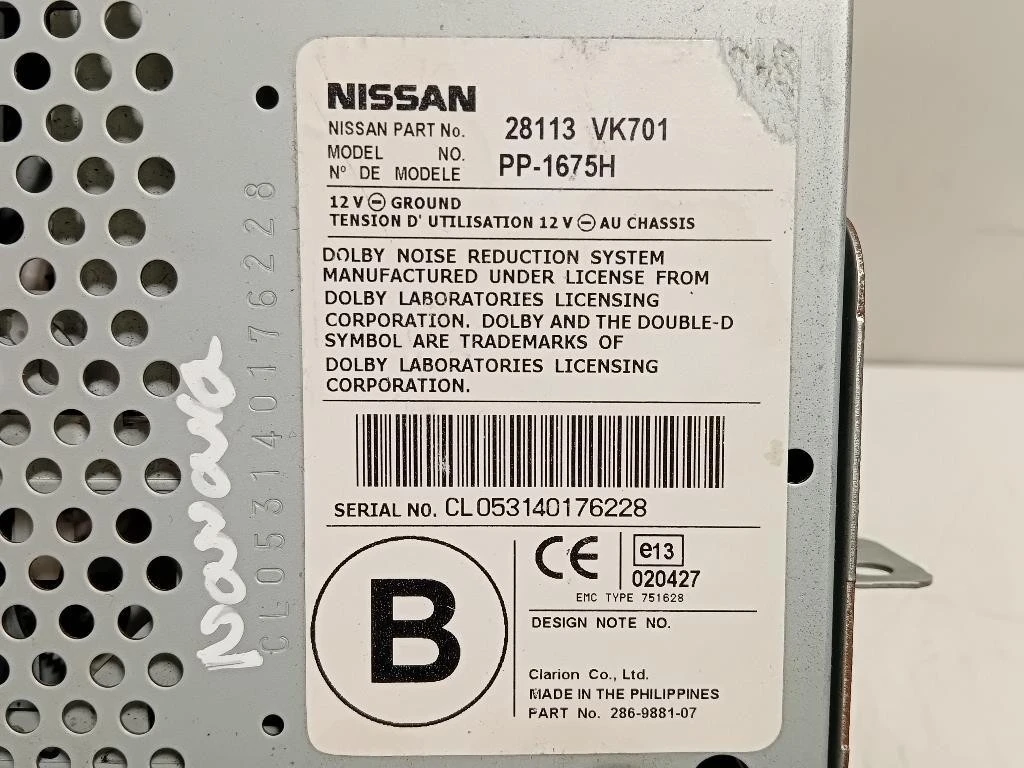 NISSAN
NISSAN PART No. 28113 VK701
MODEL NO.
N° DE MODELE PP-1675H
12 V ⊖ GROUND
TENSION D' UTILISATION 12 V ⊖ AU CHASSIS
DOLBY NOISE REDUCTION SYSTEM
MANUFACTURED UNDER LICENSE FROM
DOLBY LABORATORIES LICENSING
CORPORATION. DOLBY AND THE DOUBLE-D
SYMBOL ARE TRADEMARKS OF
DOLBY LABORATORIES LICENSING
CORPORATION.
SERIAL NO. CL053140176228
B
CE
e13
020427
EMC TYPE 751628
DESIGN NOTE NO.
Clarion Co., Ltd.
MADE IN THE PHILIPPINES
PART No. 286-9881-07
CL053140176228
Navara